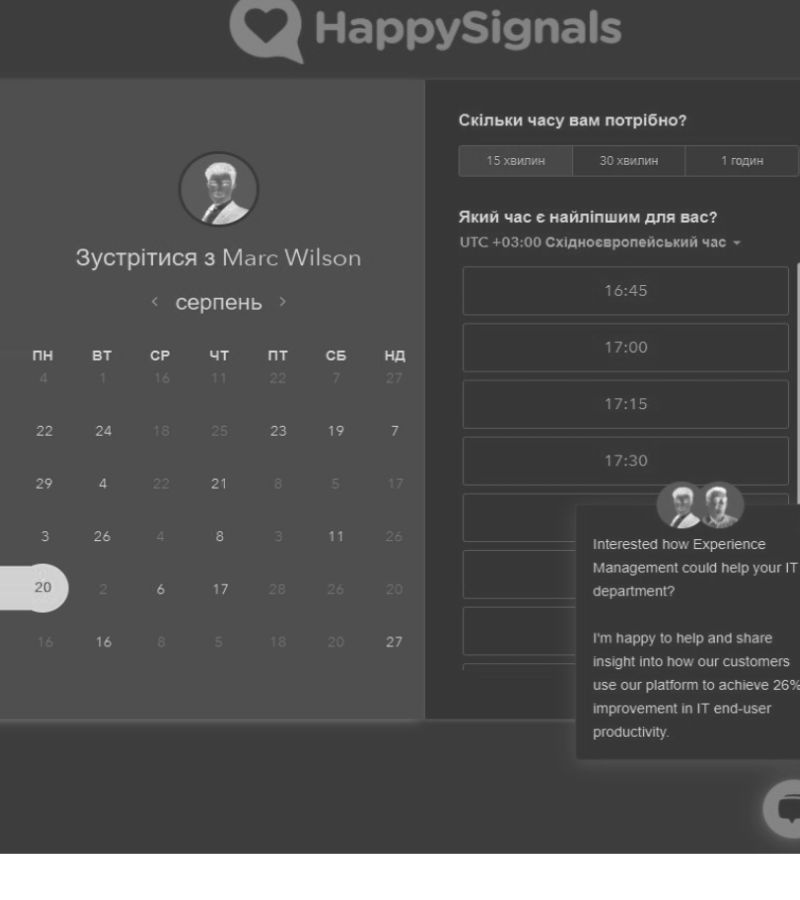 HappySignals
Зустрітися з Marc Wilson
серпень
ПН ВТ СР ЧТ ПТ СБ НД
4 1 16 11 22 7 27
22 24 18 25 23 19 7
29 4 22 21 8 5 17
3 26 4 8 3 11 26
20 2 6 17 28 26 20
16 16 8 5 18 20 27
Скільки часу вам потрібно?
15 хвилин 30 хвилин 1 годин
Який час є найліпшим для вас?
UTC +03:00 Східноєвропейський час
16:45
17:00
17:15
17:30
Interested how Experience
Management could help your IT
department?
I'm happy to help and share
insight into how our customers
use our platform to achieve 26%
improvement in IT end-user
productivity.